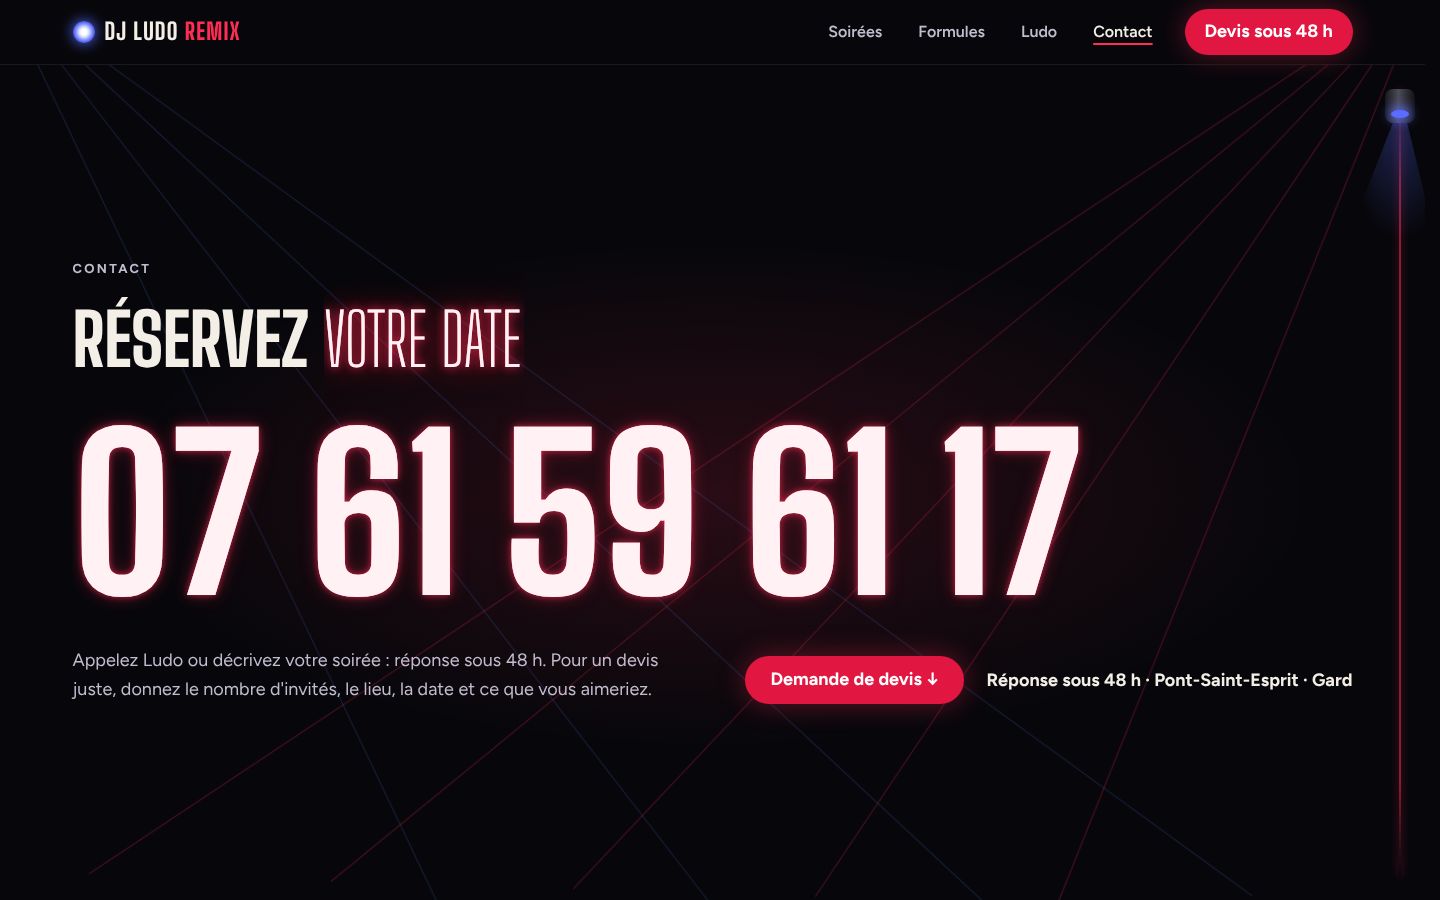 DJ LUDO REMIX
Soirées
Formules
Ludo
Contact
Devis sous 48 h
CONTACT
RÉSERVEZ VOTRE DATE
07 61 59 61 17
Appelez Ludo ou décrivez votre soirée : réponse sous 48 h. Pour un devis
juste, donnez le nombre d'invités, le lieu, la date et ce que vous aimeriez.
Demande de devis ↓
Réponse sous 48 h · Pont-Saint-Esprit · Gard